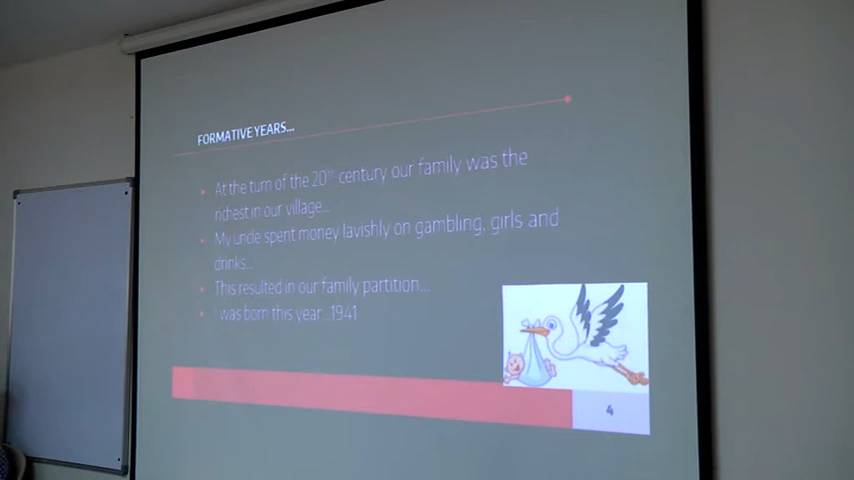 FORMATIVE YEARS...
At the turn of the 20th century our family was the
richest in our village...
My uncle spent money lavishly on gambling, girls and
drinks...
This resulted in our family partition...
I was born this year...1941
4